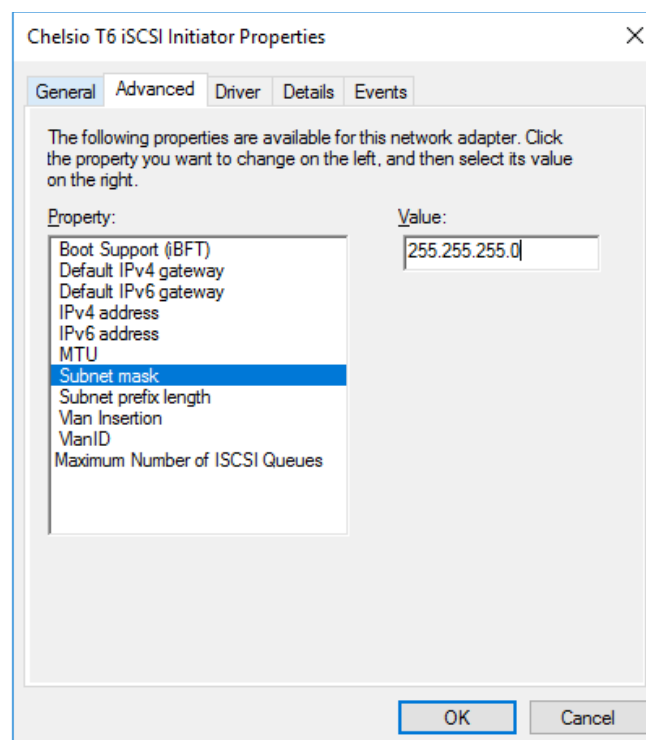 Chelsio T6 iSCSI Initiator Properties
General Advanced Driver Details Events
The following properties are available for this network adapter. Click
the property you want to change on the left, and then select its value
on the right.
Property:
Value:
Boot Support (iBFT)
255.255.255.0
Default IPv4 gateway
Default IPv6 gateway
IPv4 address
IPv6 address
MTU
Subnet mask
Subnet prefix length
Vlan Insertion
VlanID
Maximum Number of ISCSI Queues
OK
Cancel